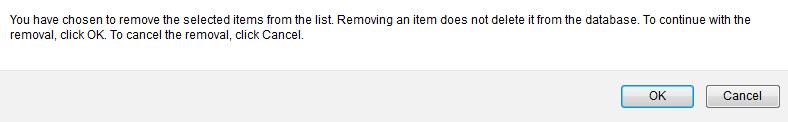 You have chosen to remove the selected items from the list. Removing an item does not delete it from the database. To continue with the
removal, click OK. To cancel the removal, click Cancel.
OK
Cancel